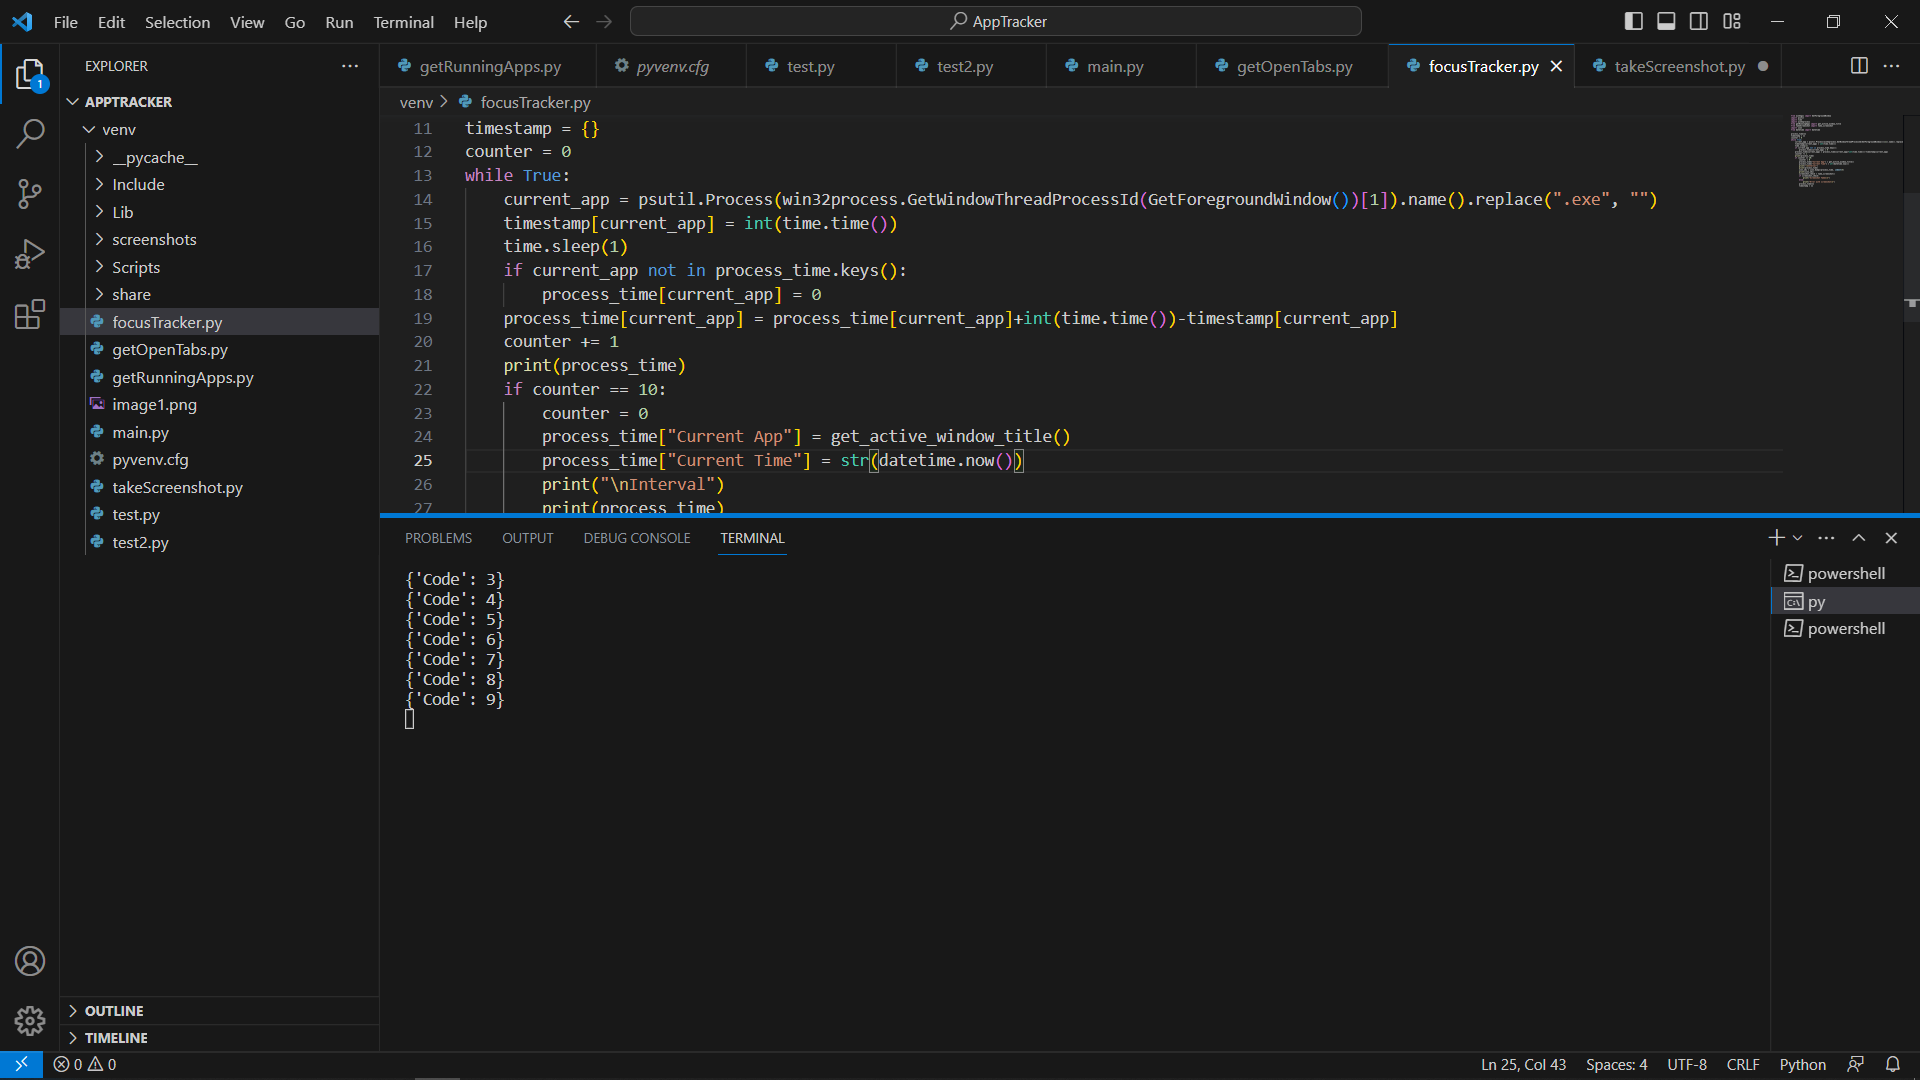 File Edit Selection View Go Run Terminal Help
AppTracker
EXPLORER
getRunningApps.py
pyvenv.cfg
test.py
test2.py
main.py
getOpenTabs.py
focusTracker.py
takeScreenshot.py
1
APPTRACKER
venv
__pycache__
Include
Lib
screenshots
Scripts
share
focusTracker.py
getOpenTabs.py
getRunningApps.py
image1.png
main.py
pyvenv.cfg
takeScreenshot.py
test.py
test2.py
OUTLINE
TIMELINE
venv > focusTracker.py
11 timestamp = {}
12 counter = 0
13 while True:
14 current_app = psutil.Process(win32process.GetWindowThreadProcessId(GetForegroundWindow())[1]).name().replace(".exe", "")
15 timestamp[current_app] = int(time.time())
16 time.sleep(1)
17 if current_app not in process_time.keys():
18 process_time[current_app] = 0
19 process_time[current_app] = process_time[current_app]+int(time.time())-timestamp[current_app]
20 counter += 1
21 print(process_time)
22 if counter == 10:
23 counter = 0
24 process_time["Current App"] = get_active_window_title()
25 process_time["Current Time"] = str(datetime.now())
26 print("\nInterval")
27 print(process_time)
PROBLEMS OUTPUT DEBUG CONSOLE TERMINAL
{'Code': 3}
{'Code': 4}
{'Code': 5}
{'Code': 6}
{'Code': 7}
{'Code': 8}
{'Code': 9}
powershell
py
powershell
0 0
Ln 25, Col 43 Spaces: 4 UTF-8 CRLF Python